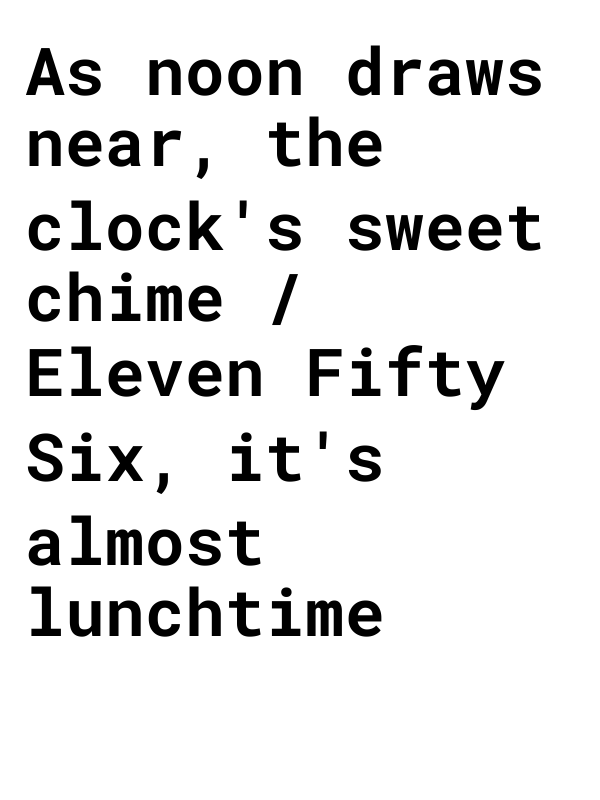 As noon draws
near, the
clock's sweet
chime /
Eleven Fifty
Six, it's
almost
lunchtime